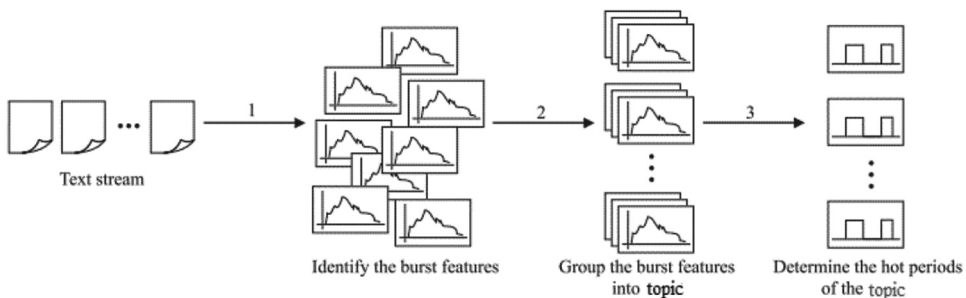 1
2
3
Text stream
Identify the burst features
Group the burst features
into topic
Determine the hot periods
of the topic